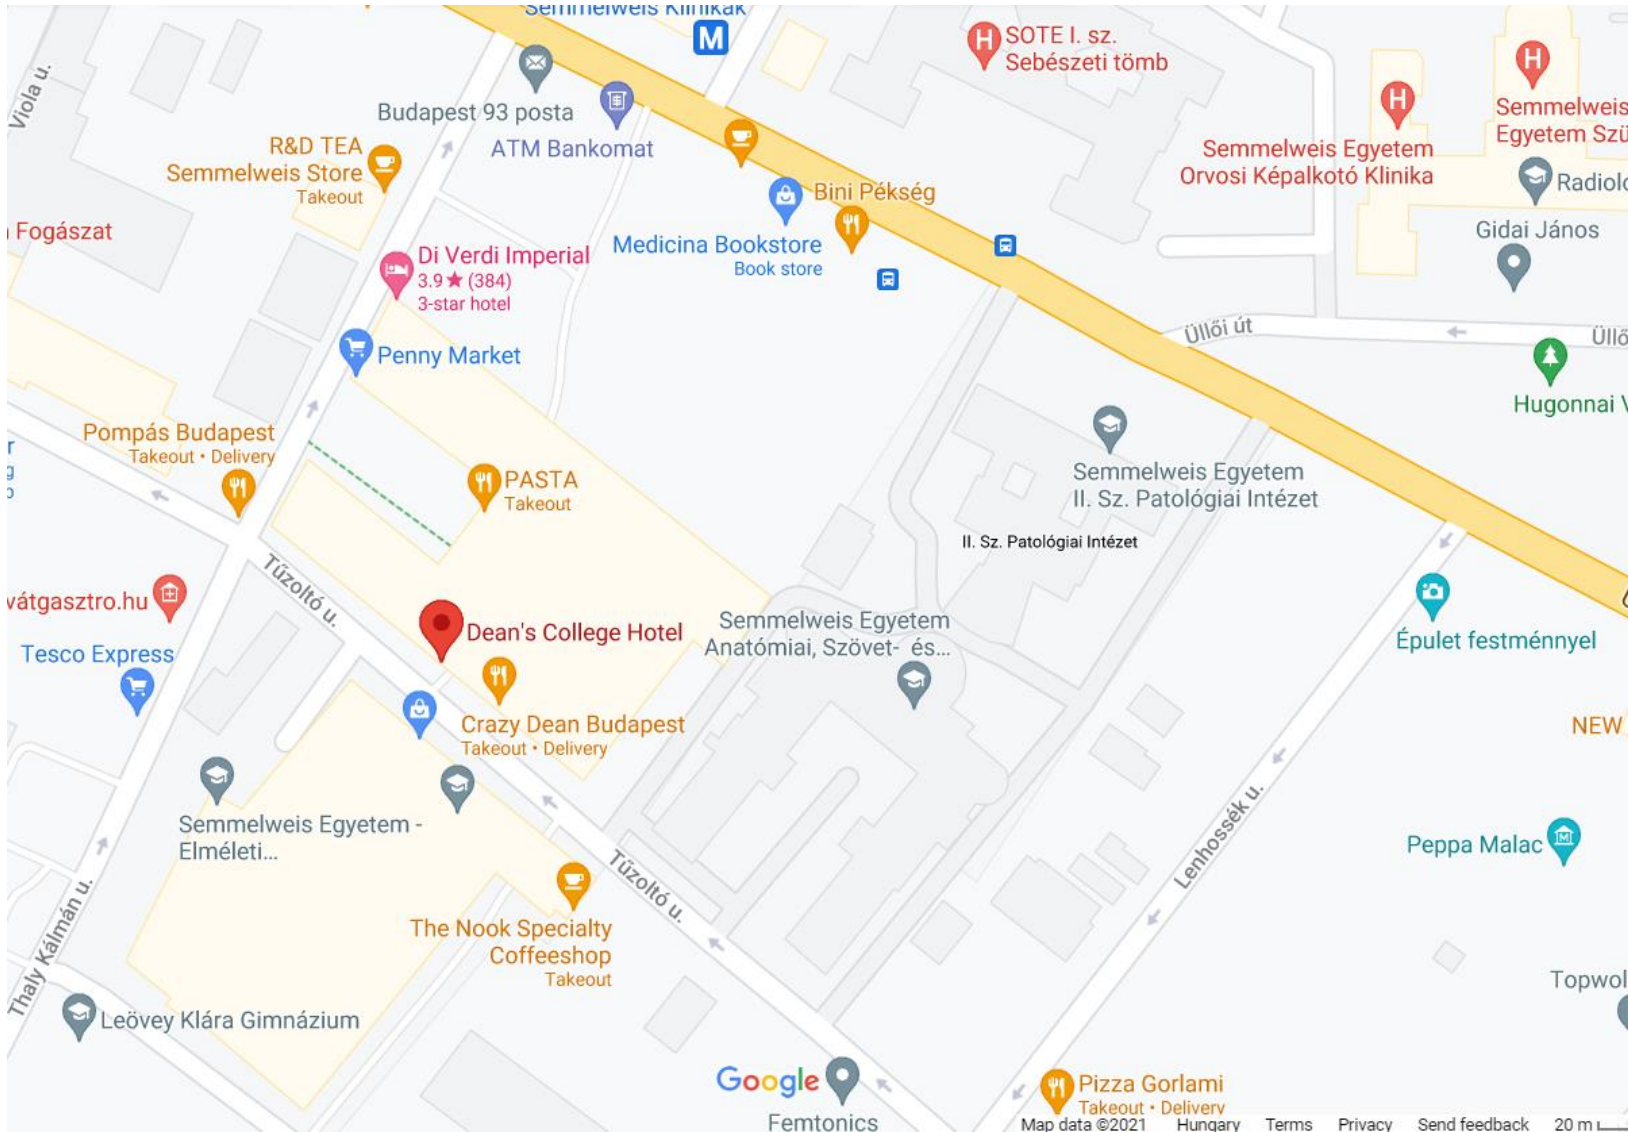 Semmelweis Klinikák
M
H
SOTE I. sz.
Sebészeti tömb
H
H
Viola u.
Budapest 93 posta
ATM Bankomat
Semmelweis
Egyetem Szü
R&D TEA
Semmelweis Store
Takeout
Semmelweis Egyetem
Orvosi Képalkotó Klinika
Radiolo
Bini Pékség
Fogászat
Gidai János
Di Verdi Imperial
3.9★(384)
3-star hotel
Medicina Bookstore
Book store
Üllői út
Üllő
Penny Market
Hugonnai V
Pompás Budapest
Takeout • Delivery
PASTA
Takeout
Semmelweis Egyetem
II. Sz. Patológiai Intézet
II. Sz. Patológiai Intézet
Tűzoltó u.
vátgasztro.hu
Dean's College Hotel
Semmelweis Egyetem
Anatómiai, Szövet- és...
Épulet festménnyel
Tesco Express
Crazy Dean Budapest
Takeout • Delivery
NEW
Semmelweis Egyetem -
Elméleti...
Lenhossék u.
Peppa Malac
M
Tűzoltó u.
Thaly Kálmán u.
The Nook Specialty
Coffeeshop
Takeout
Topwol
Leövey Klára Gimnázium
Google
Femtonics
Pizza Gorlami
Takeout • Delivery
Map data ©2021 Hungary Terms Privacy Send feedback 20 m